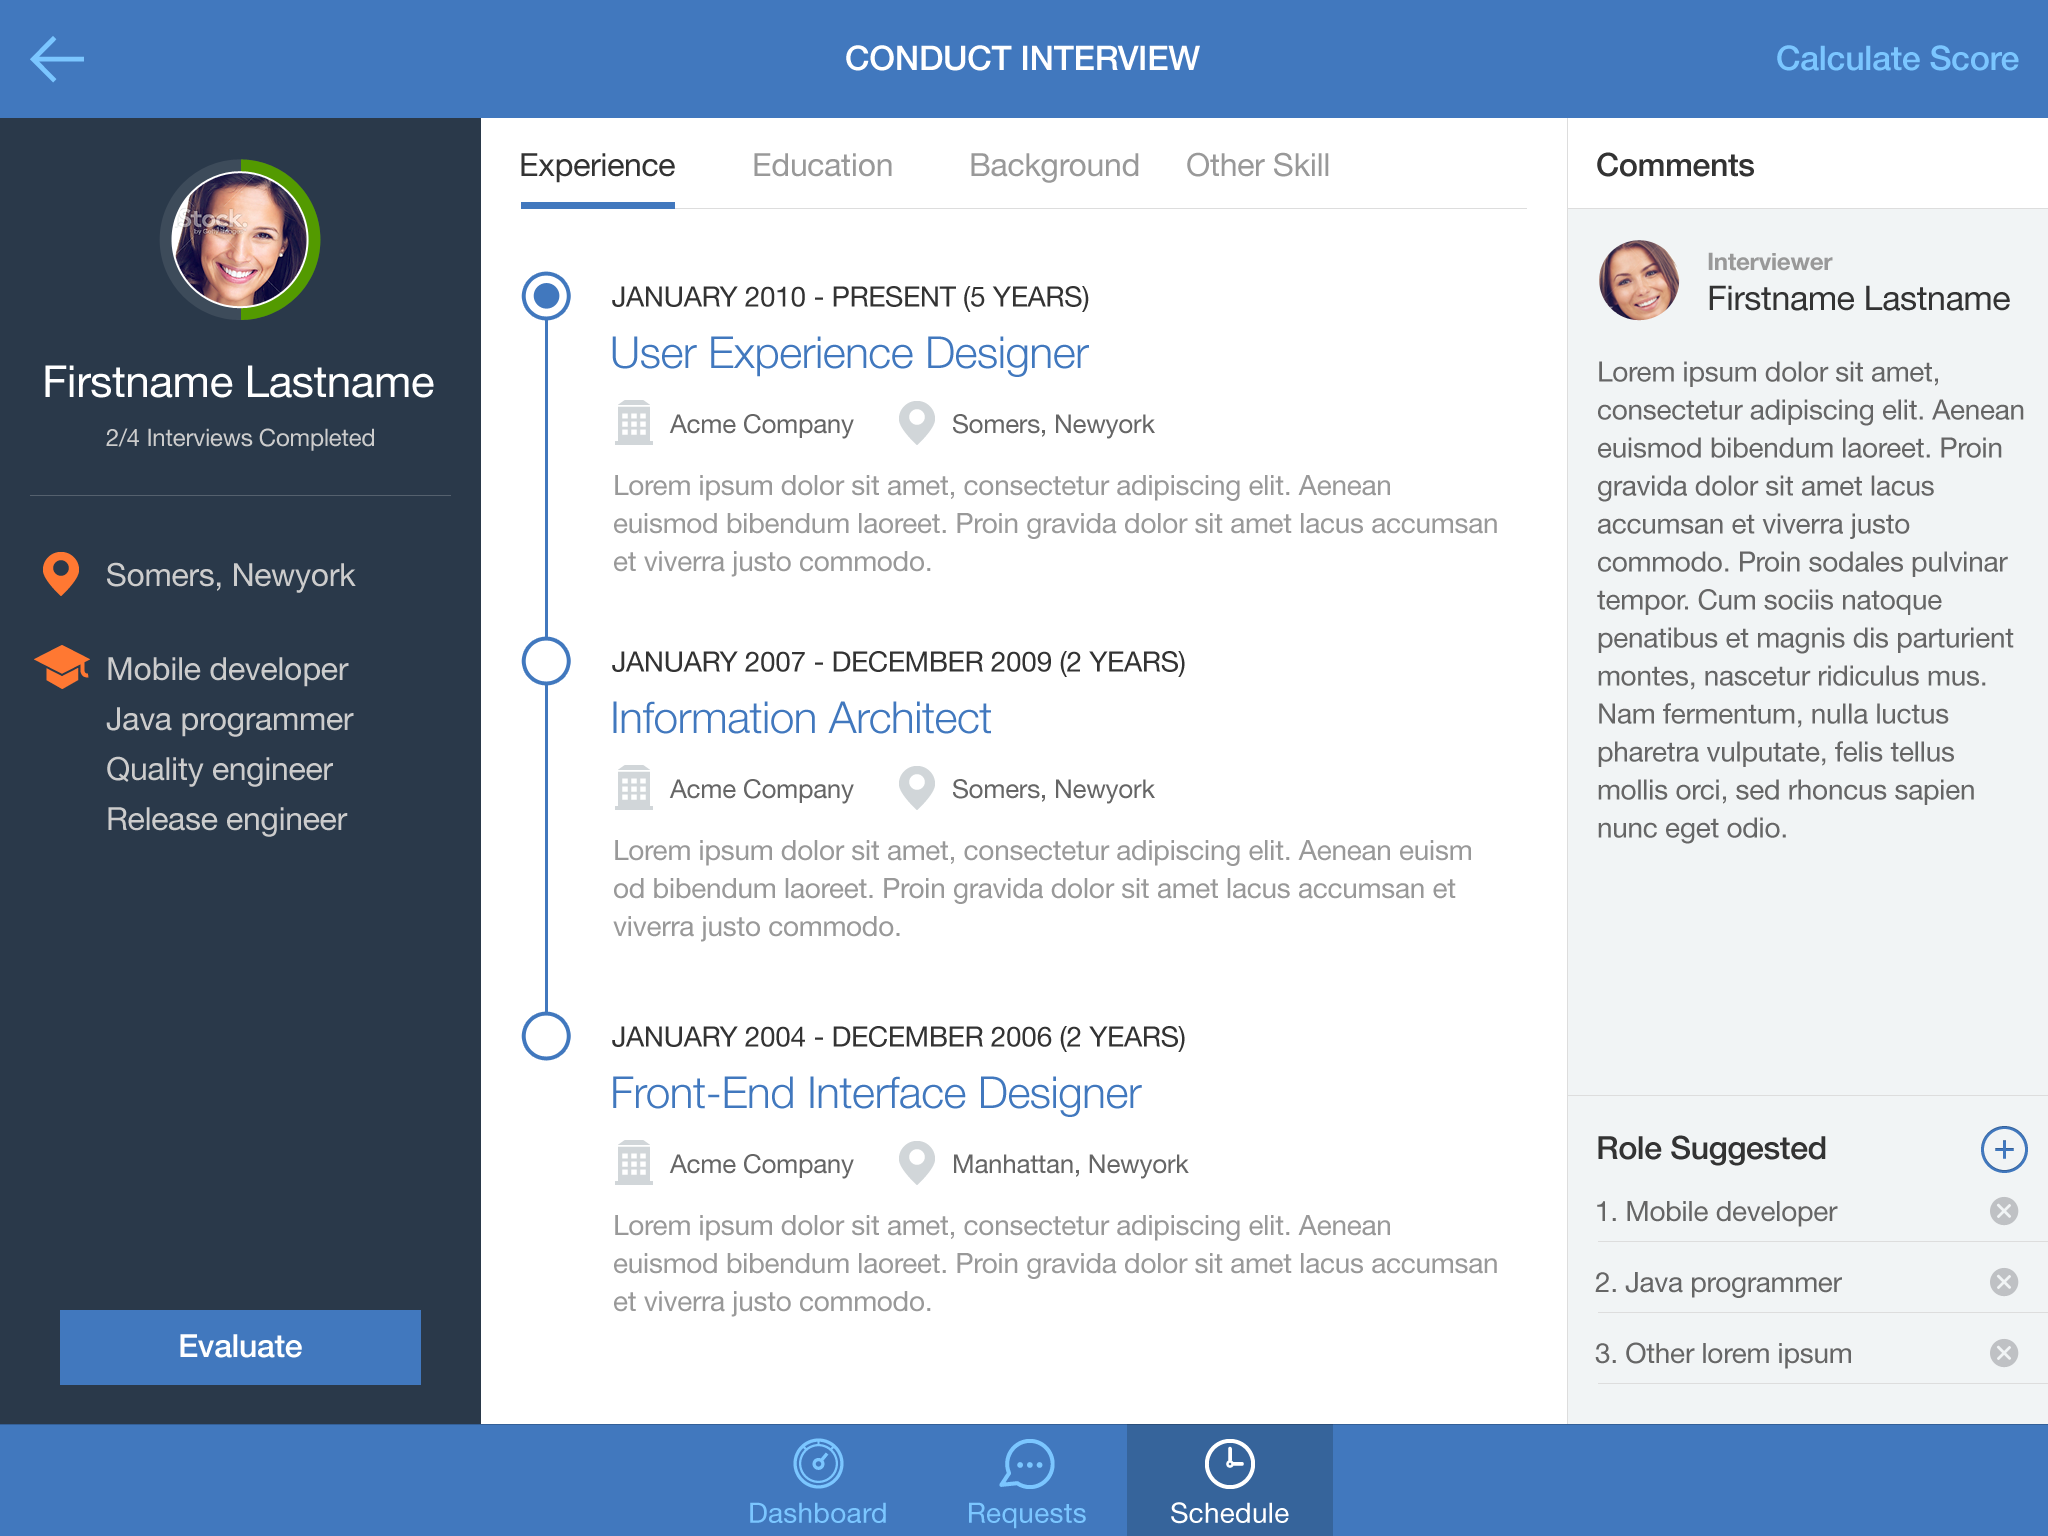 CONDUCT INTERVIEW
Calculate Score
iStock.
Firstname Lastname
2/4 Interviews Completed
Somers, Newyork
Mobile developer
Java programmer
Quality engineer
Release engineer
Evaluate
Experience
Education
Background
Other Skill
JANUARY 2010 - PRESENT (5 YEARS)
User Experience Designer
Acme Company
Somers, Newyork
Lorem ipsum dolor sit amet, consectetur adipiscing elit. Aenean
euismod bibendum laoreet. Proin gravida dolor sit amet lacus accumsan
et viverra justo commodo.
JANUARY 2007 - DECEMBER 2009 (2 YEARS)
Information Architect
Acme Company
Somers, Newyork
Lorem ipsum dolor sit amet, consectetur adipiscing elit. Aenean euism
od bibendum laoreet. Proin gravida dolor sit amet lacus accumsan et
viverra justo commodo.
JANUARY 2004 - DECEMBER 2006 (2 YEARS)
Front-End Interface Designer
Acme Company
Manhattan, Newyork
Lorem ipsum dolor sit amet, consectetur adipiscing elit. Aenean
euismod bibendum laoreet. Proin gravida dolor sit amet lacus accumsan
et viverra justo commodo.
Comments
Interviewer
Firstname Lastname
Lorem ipsum dolor sit amet,
consectetur adipiscing elit. Aenean
euismod bibendum laoreet. Proin
gravida dolor sit amet lacus
accumsan et viverra justo
commodo. Proin sodales pulvinar
tempor. Cum sociis natoque
penatibus et magnis dis parturient
montes, nascetur ridiculus mus.
Nam fermentum, nulla luctus
pharetra vulputate, felis tellus
mollis orci, sed rhoncus sapien
nunc eget odio.
Role Suggested
1. Mobile developer
2. Java programmer
3. Other lorem ipsum
Dashboard
Requests
Schedule